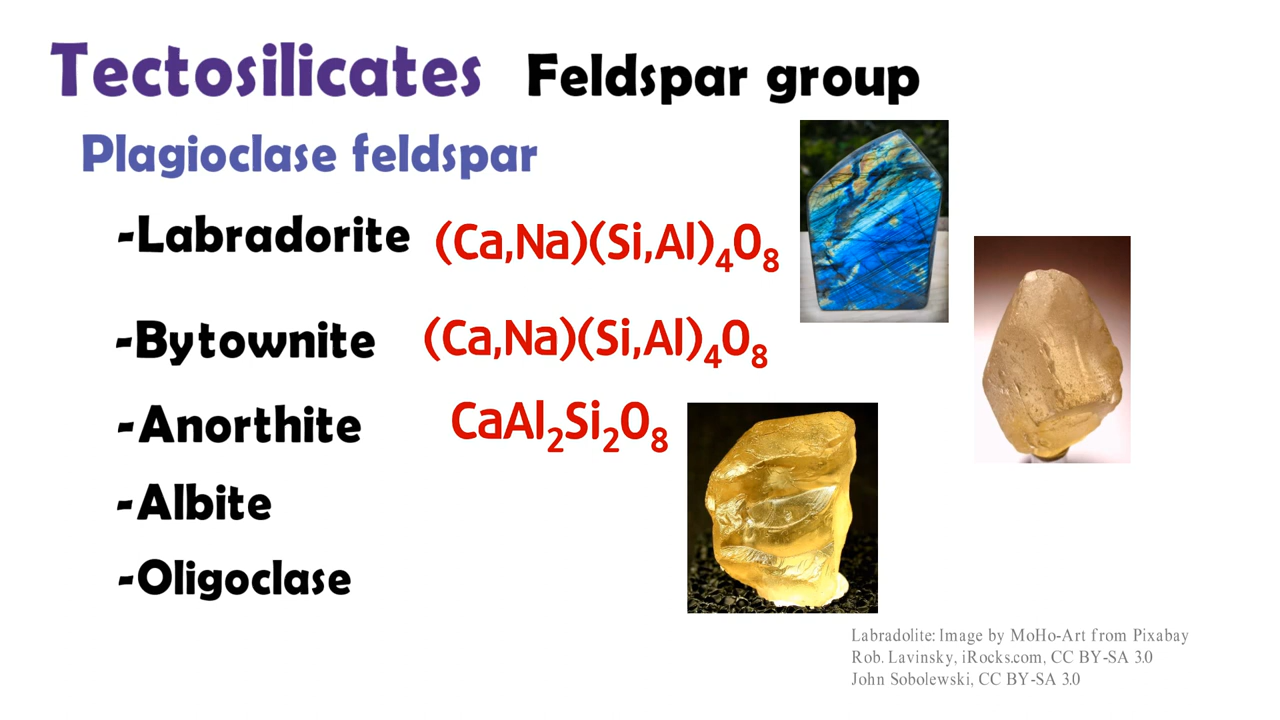 Tectosilicates Feldspar group
Plagioclase feldspar
-Labradorite (Ca,Na)(Si,Al)₄O₈
-Bytownite (Ca,Na)(Si,Al)₄O₈
-Anorthite CaAl₂Si₂O₈
-Albite
-Oligoclase
Labradolite: Image by MoHo-Art from Pixabay
Rob. Lavinsky, iRocks.com, CC BY-SA 3.0
John Sobolewski, CC BY-SA 3.0